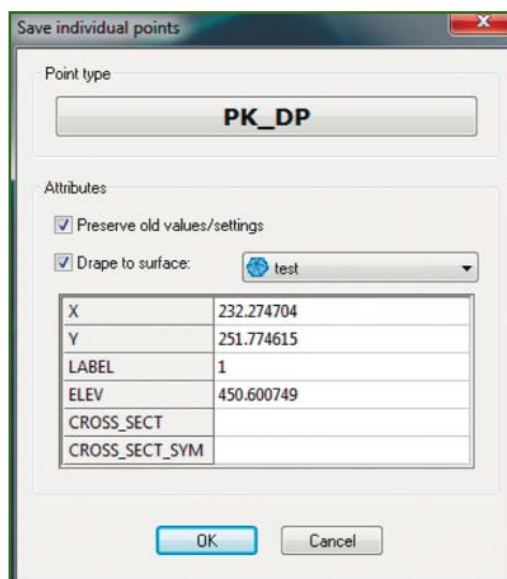 Save individual points
Point type
PK_DP
Attributes
Preserve old values/settings
Drape to surface: test
X 232.274704
Y 251.774615
LABEL 1
ELEV 450.600749
CROSS_SECT
CROSS_SECT_SYM
OK Cancel